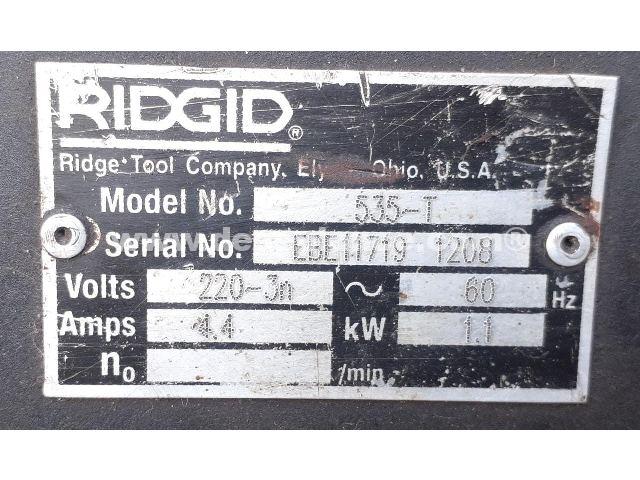 RIDGID®
Ridge Tool Company, Ohio, U.S.A.
Model No. 535-T
Serial No. EBE11719 1208
Volts 220-3n ~ 60 Hz
Amps 4.4 kW 1.1
n₀ /min